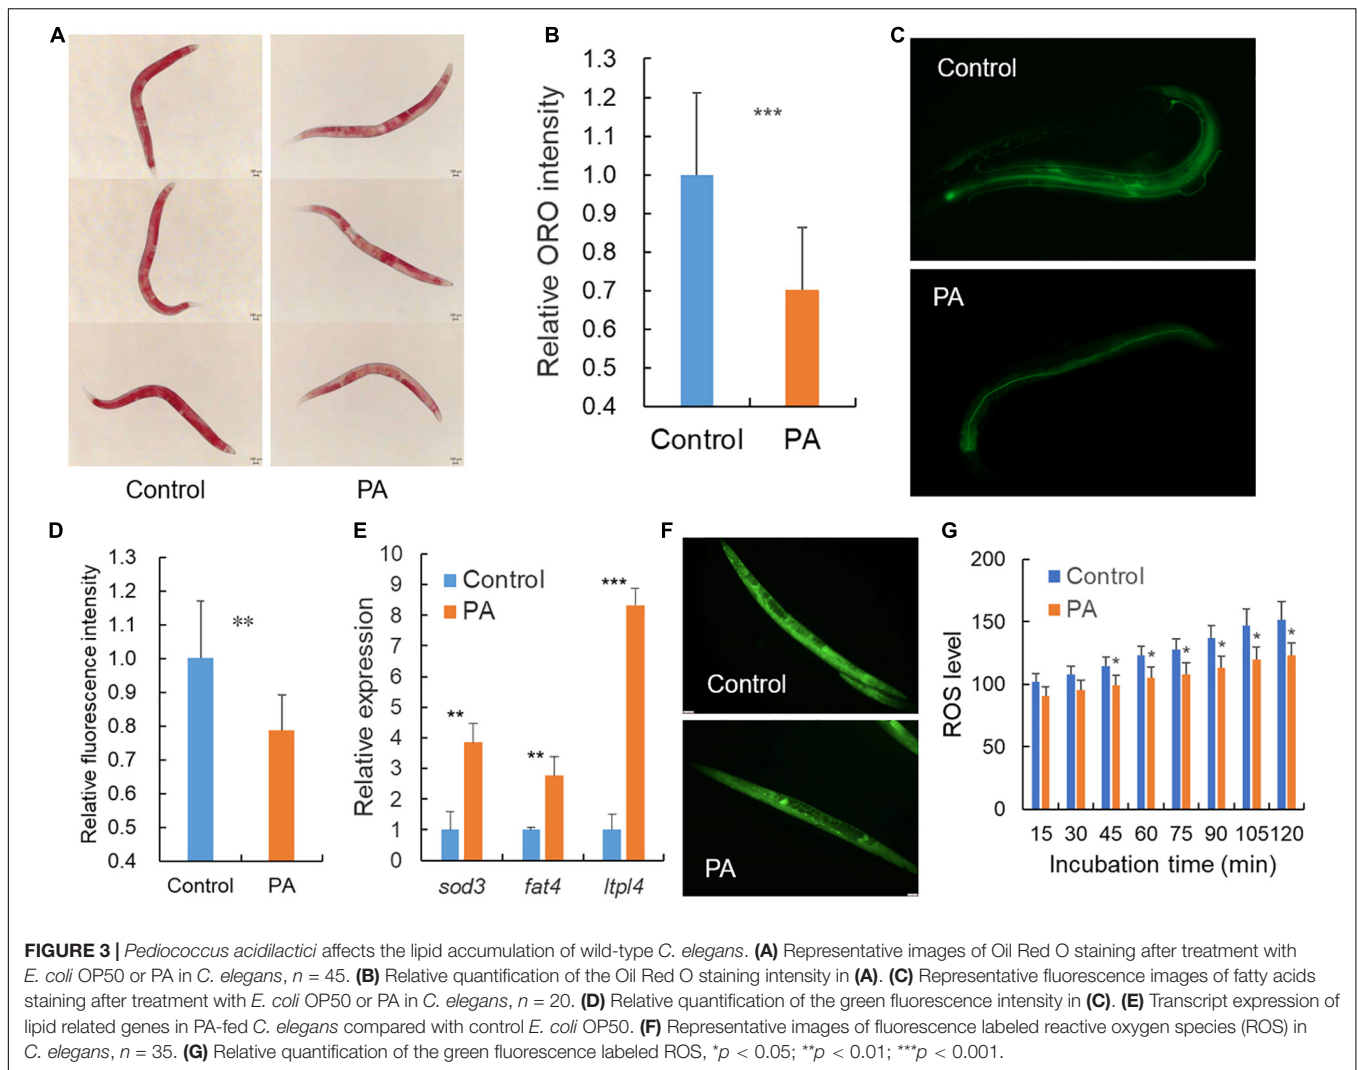 A
Control
PA
B
Relative ORO intensity
1.3
1.2
1.1
1.0
0.9
0.8
0.7
0.6
0.5
0.4
***
Control
PA
C
Control
PA
D
Relative fluorescence intensity
1.3
1.2
1.1
1.0
0.9
0.8
0.7
0.6
0.5
0.4
**
Control
PA
E
Relative expression
10
9
8
7
6
5
4
3
2
1
0
Control
PA
**
**
***
sod3
fat4
ltpl4
F
Control
PA
G
ROS level
200
150
100
50
0
Control
PA
* * * * * *
15 30 45 60 75 90 105 120
Incubation time (min)
FIGURE 3 | Pediococcus acidilactici affects the lipid accumulation of wild-type C. elegans. (A) Representative images of Oil Red O staining after treatment with
E. coli OP50 or PA in C. elegans, n = 45. (B) Relative quantification of the Oil Red O staining intensity in (A). (C) Representative fluorescence images of fatty acids
staining after treatment with E. coli OP50 or PA in C. elegans, n = 20. (D) Relative quantification of the green fluorescence intensity in (C). (E) Transcript expression of
lipid related genes in PA-fed C. elegans compared with control E. coli OP50. (F) Representative images of fluorescence labeled reactive oxygen species (ROS) in
C. elegans, n = 35. (G) Relative quantification of the green fluorescence labeled ROS, *p < 0.05; **p < 0.01; ***p < 0.001.